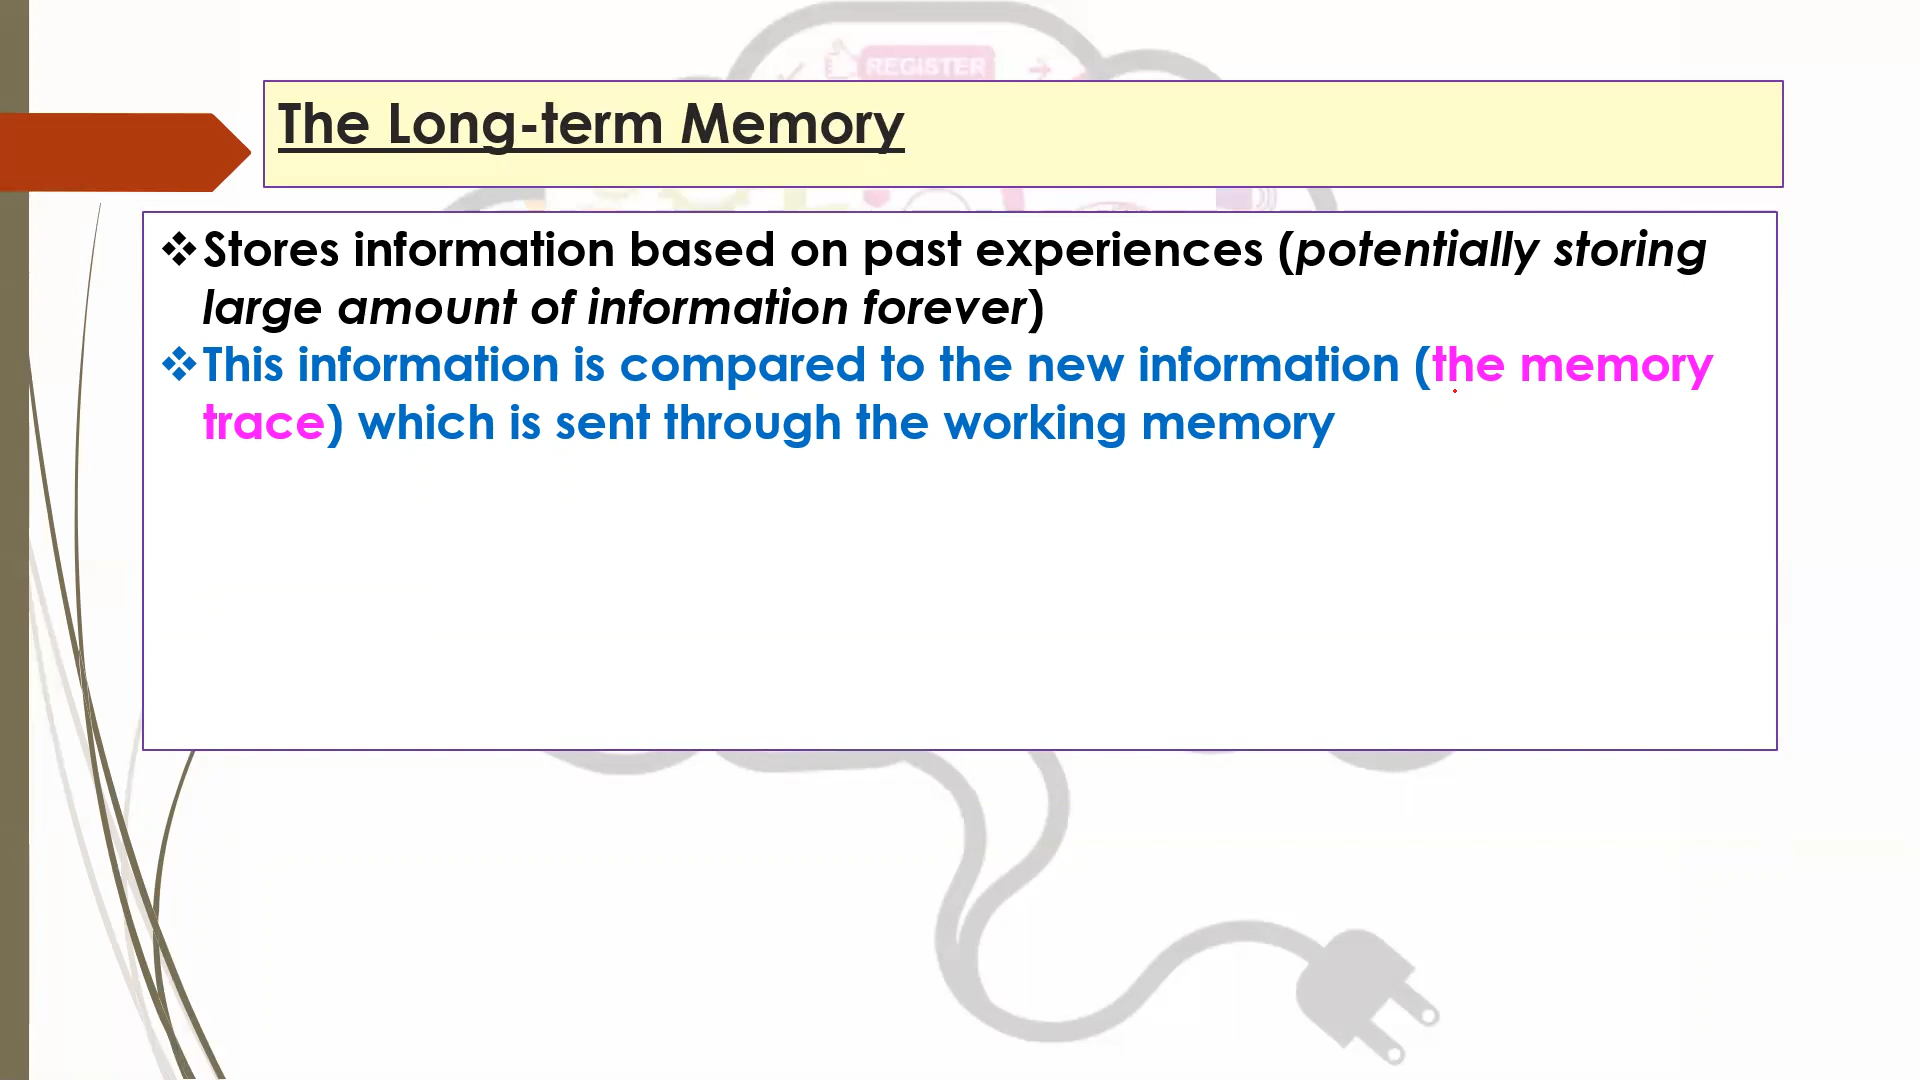 REGISTER
The Long-term Memory
❖Stores information based on past experiences (potentially storing
large amount of information forever)
❖This information is compared to the new information (the memory
trace) which is sent through the working memory